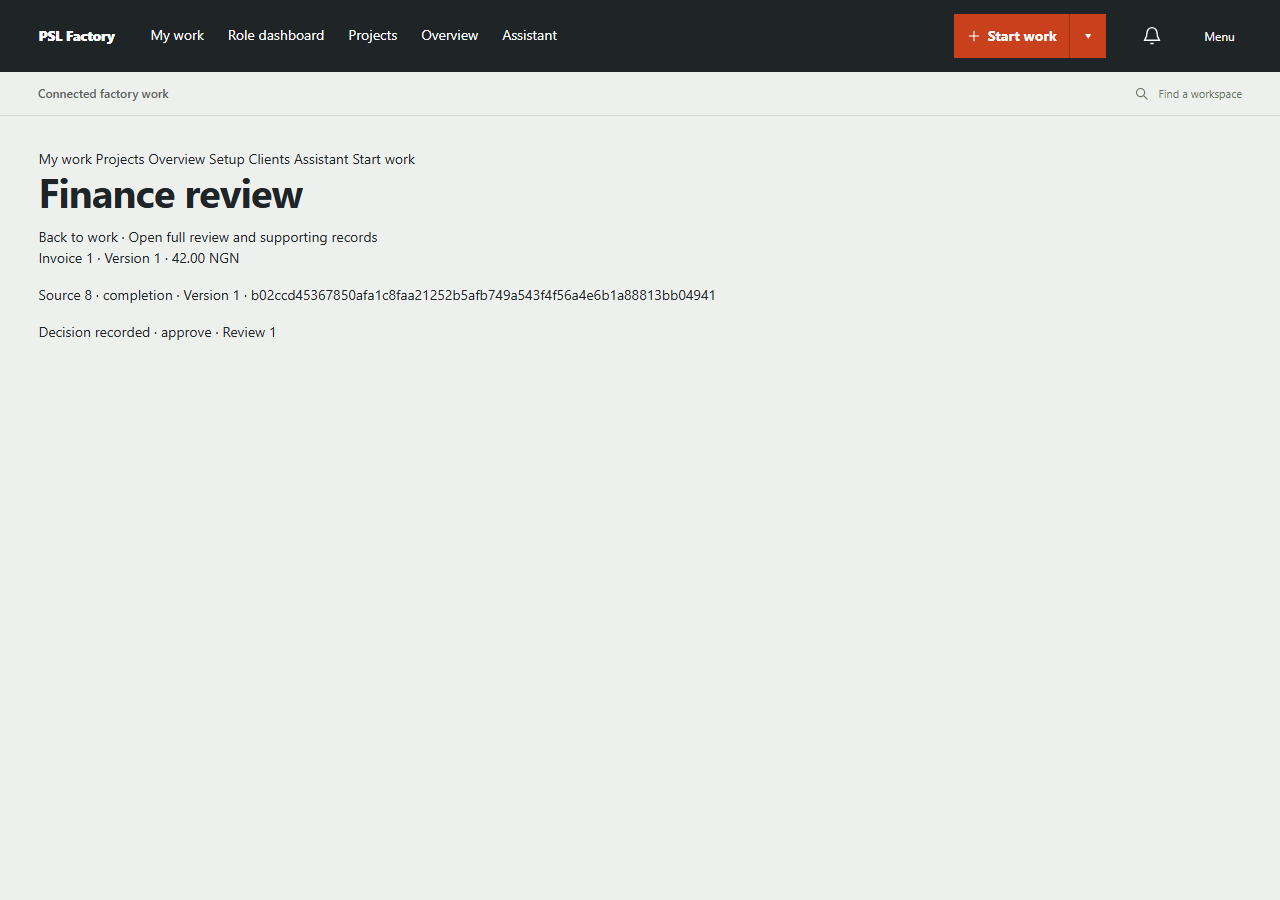 PSL Factory My work Role dashboard Projects Overview Assistant + Start work Menu
Connected factory work Find a workspace
My work Projects Overview Setup Clients Assistant Start work
Finance review
Back to work · Open full review and supporting records
Invoice 1 · Version 1 · 42.00 NGN
Source 8 · completion · Version 1 · b02ccd45367850afa1c8faa21252b5afb749a543f4f56a4e6b1a88813bb04941
Decision recorded · approve · Review 1